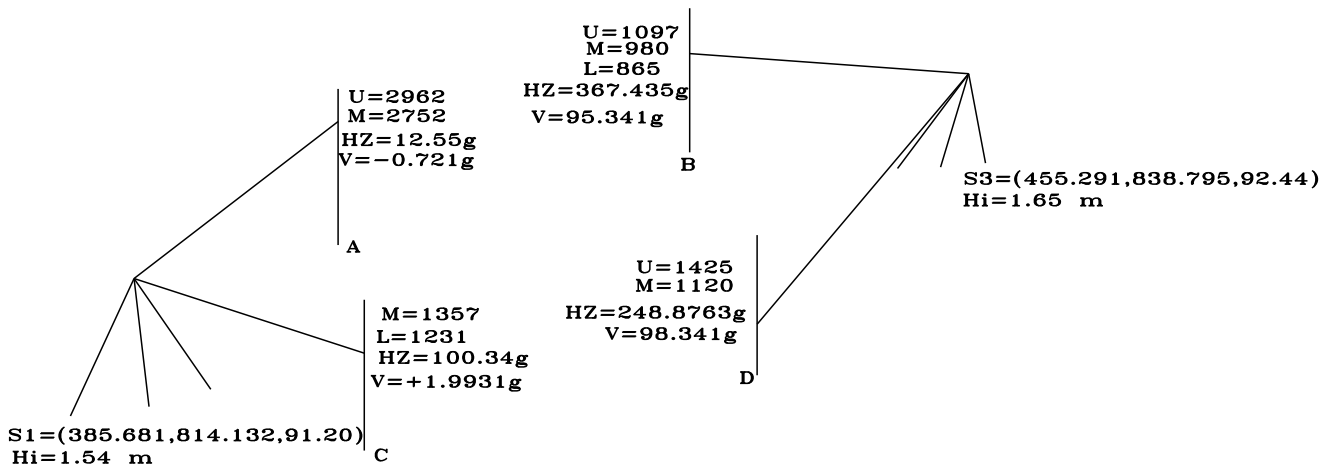 U=1097
M=980
L=865
HZ=367.435g
V=95.341g
B
U=2962
M=2752
HZ=12.55g
V=-0.721g
A
S3=(455.291,838.795,92.44)
Hi=1.65 m
U=1425
M=1120
HZ=248.8763g
V=98.341g
D
M=1357
L=1231
HZ=100.34g
V=+1.9931g
C
S1=(385.681,814.132,91.20)
Hi=1.54 m